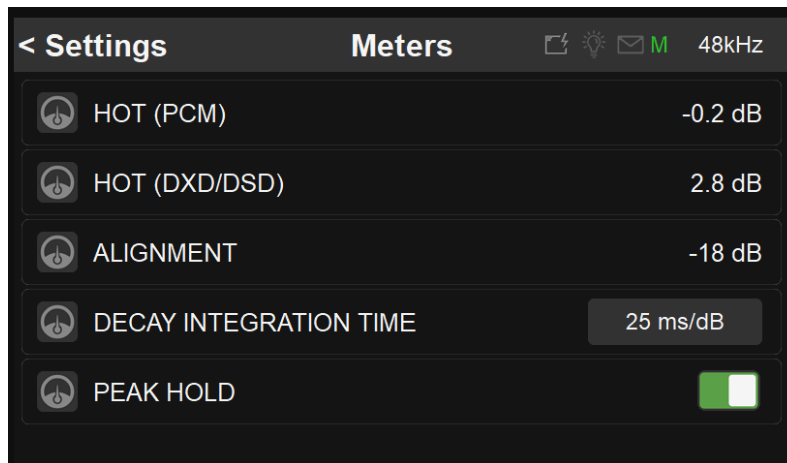 < Settings Meters M 48kHz
HOT (PCM) -0.2 dB
HOT (DXD/DSD) 2.8 dB
ALIGNMENT -18 dB
DECAY INTEGRATION TIME 25 ms/dB
PEAK HOLD